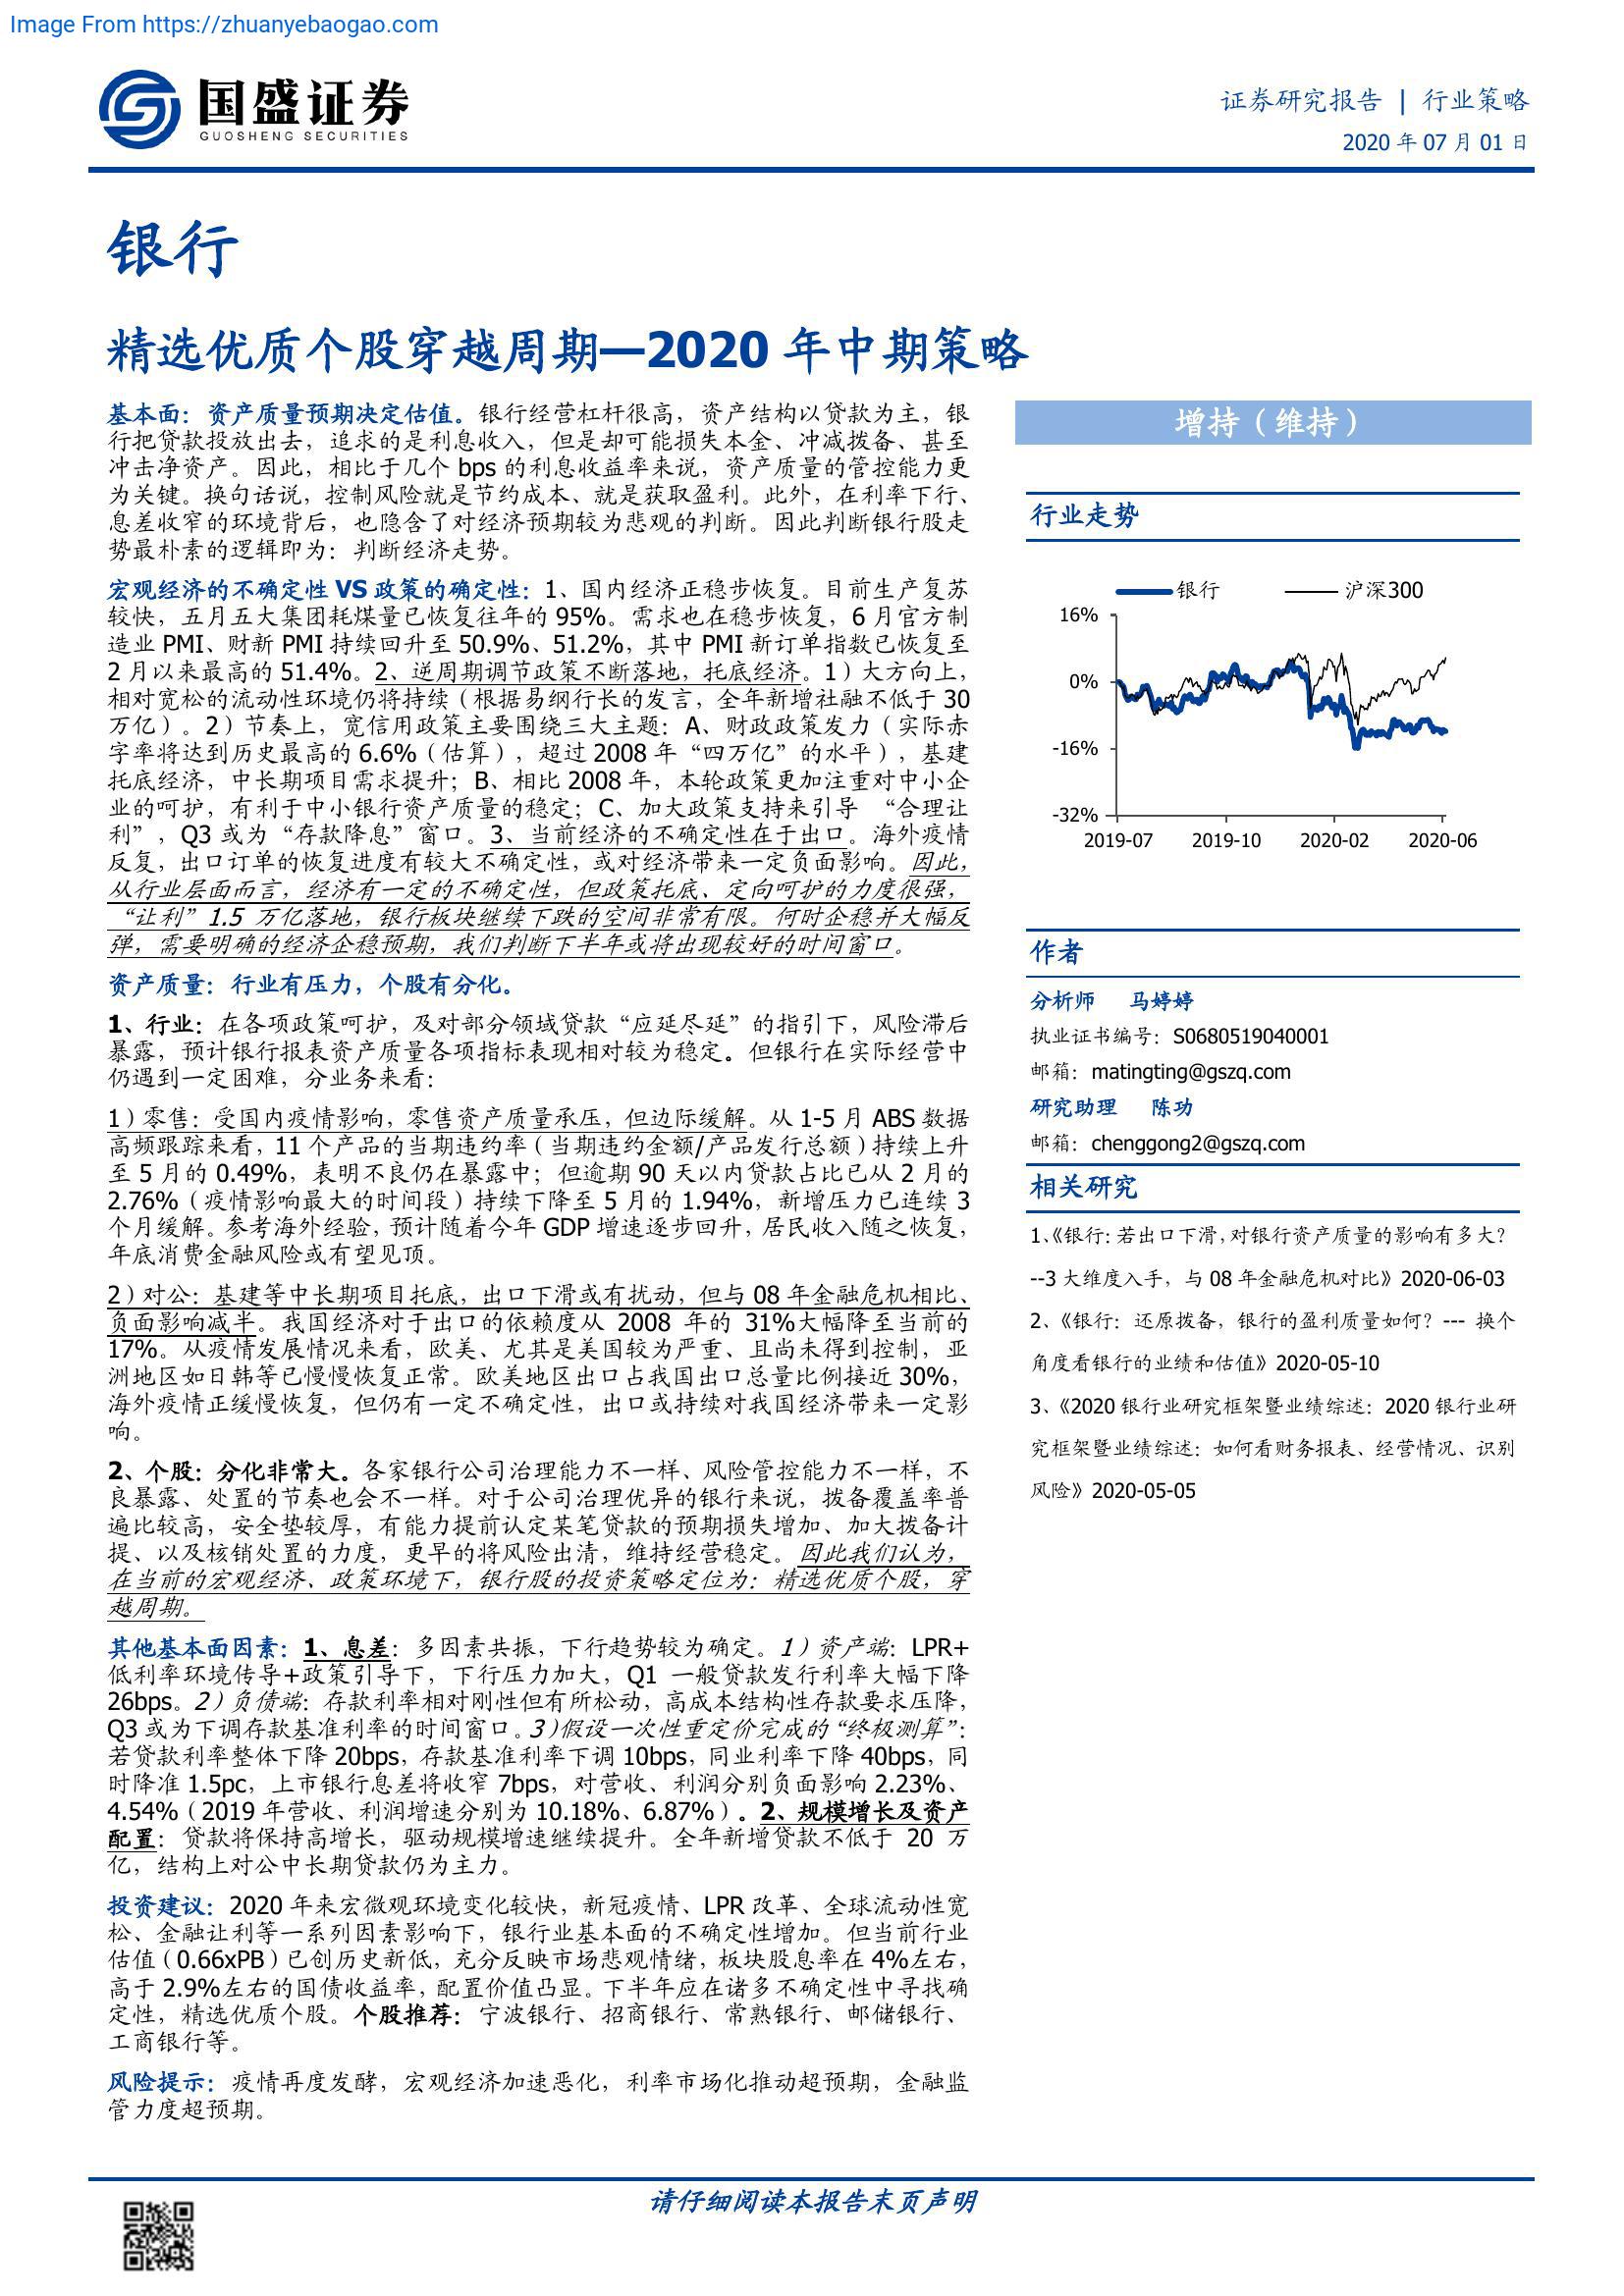 Image From https://zhuanyebaogao.com
国盛证券
GUOSHENG SECURITIES
证券研究报告 | 行业策略
2020 年 07 月 01 日
银行
精选优质个股穿越周期—2020 年中期策略
基本面：资产质量预期决定估值。银行经营杠杆很高，资产结构以贷款为主，银
行把贷款投放出去，追求的是利息收入，但是却可能损失本金、冲减拨备、甚至
冲击净资产。因此，相比于几个 bps 的利息收益率来说，资产质量的管控能力更
为关键。换句话说，控制风险就是节约成本、就是获取盈利。此外，在利率下行、
息差收窄的环境背后，也隐含了对经济预期较为悲观的判断。因此判断银行股走
势最朴素的逻辑即为：判断经济走势。
宏观经济的不确定性 VS 政策的确定性：1、国内经济正稳步恢复。目前生产复苏
较快，五月五大集团耗煤量已恢复往年的 95%。需求也在稳步恢复，6 月官方制
造业 PMI、财新 PMI 持续回升至 50.9%、51.2%，其中 PMI 新订单指数已恢复至
2 月以来最高的 51.4%。2、逆周期调节政策不断落地，托底经济。1）大方向上，
相对宽松的流动性环境仍将持续（根据易纲行长的发言，全年新增社融不低于 30
万亿）。2）节奏上，宽信用政策主要围绕三大主题：A、财政政策发力（实际赤
字率将达到历史最高的 6.6%（估算），超过 2008 年“四万亿”的水平），基建
托底经济，中长期项目需求提升；B、相比 2008 年，本轮政策更加注重对中小企
业的呵护，有利于中小银行资产质量的稳定；C、加大政策支持来引导 “合理让
利”，Q3 或为“存款降息”窗口。3、当前经济的不确定性在于出口。海外疫情
反复，出口订单的恢复进度有较大不确定性，或对经济带来一定负面影响。因此，
从行业层面而言，经济有一定的不确定性，但政策托底、定向呵护的力度很强，
“让利”1.5 万亿落地，银行板块继续下跌的空间非常有限。何时企稳并大幅反
弹，需要明确的经济企稳预期，我们判断下半年或将出现较好的时间窗口。
资产质量：行业有压力，个股有分化。
1、行业：在各项政策呵护，及对部分领域贷款“应延尽延”的指引下，风险滞后
暴露，预计银行报表资产质量各项指标表现相对较为稳定。但银行在实际经营中
仍遇到一定困难，分业务来看：
1）零售：受国内疫情影响，零售资产质量承压，但边际缓解。从 1-5 月 ABS 数据
高频跟踪来看，11 个产品的当期违约率（当期违约金额/产品发行总额）持续上升
至 5 月的 0.49%，表明不良仍在暴露中；但逾期 90 天以内贷款占比已从 2 月的
2.76%（疫情影响最大的时间段）持续下降至 5 月的 1.94%，新增压力已连续 3
个月缓解。参考海外经验，预计随着今年 GDP 增速逐步回升，居民收入随之恢复，
年底消费金融风险或有望见顶。
2）对公：基建等中长期项目托底，出口下滑或有扰动，但与 08 年金融危机相比、
负面影响减半。我国经济对于出口的依赖度从 2008 年的 31%大幅降至当前的
17%。从疫情发展情况来看，欧美、尤其是美国较为严重、且尚未得到控制，亚
洲地区如日韩等已慢慢恢复正常。欧美地区出口占我国出口总量比例接近 30%，
海外疫情正缓慢恢复，但仍有一定不确定性，出口或持续对我国经济带来一定影
响。
2、个股：分化非常大。各家银行公司治理能力不一样、风险管控能力不一样，不
良暴露、处置的节奏也会不一样。对于公司治理优异的银行来说，拨备覆盖率普
遍比较高，安全垫较厚，有能力提前认定某笔贷款的预期损失增加、加大拨备计
提、以及核销处置的力度，更早的将风险出清，维持经营稳定。因此我们认为，
在当前的宏观经济、政策环境下，银行股的投资策略定位为：精选优质个股，穿
越周期。
其他基本面因素：1、息差：多因素共振，下行趋势较为确定。1）资产端：LPR+
低利率环境传导+政策引导下，下行压力加大，Q1 一般贷款发行利率大幅下降
26bps。2）负债端：存款利率相对刚性但有所松动，高成本结构性存款要求压降，
Q3 或为下调存款基准利率的时间窗口。3)假设一次性重定价完成的“终极测算”：
若贷款利率整体下降 20bps，存款基准利率下调 10bps，同业利率下降 40bps，同
时降准 1.5pc，上市银行息差将收窄 7bps，对营收、利润分别负面影响 2.23%、
4.54%（2019 年营收、利润增速分别为 10.18%、6.87%）。2、规模增长及资产
配置：贷款将保持高增长，驱动规模增速继续提升。全年新增贷款不低于 20 万
亿，结构上对公中长期贷款仍为主力。
投资建议：2020 年来宏微观环境变化较快，新冠疫情、LPR 改革、全球流动性宽
松、金融让利等一系列因素影响下，银行业基本面的不确定性增加。但当前行业
估值（0.66xPB）已创历史新低，充分反映市场悲观情绪，板块股息率在 4%左右，
高于 2.9%左右的国债收益率，配置价值凸显。下半年应在诸多不确定性中寻找确
定性，精选优质个股。个股推荐：宁波银行、招商银行、常熟银行、邮储银行、
工商银行等。
风险提示：疫情再度发酵，宏观经济加速恶化，利率市场化推动超预期，金融监
管力度超预期。
增持（维持）
行业走势
银行
沪深300
16%
0%
-16%
-32%
2019-07
2019-10
2020-02
2020-06
作者
分析师 马婷婷
执业证书编号：S0680519040001
邮箱：matingting@gszq.com
研究助理 陈功
邮箱：chenggong2@gszq.com
相关研究
1、《银行：若出口下滑，对银行资产质量的影响有多大？
--3 大维度入手，与 08 年金融危机对比》2020-06-03
2、《银行：还原拨备，银行的盈利质量如何？--- 换个
角度看银行的业绩和估值》2020-05-10
3、《2020 银行业研究框架暨业绩综述：2020 银行业研
究框架暨业绩综述：如何看财务报表、经营情况、识别
风险》2020-05-05
请仔细阅读本报告末页声明